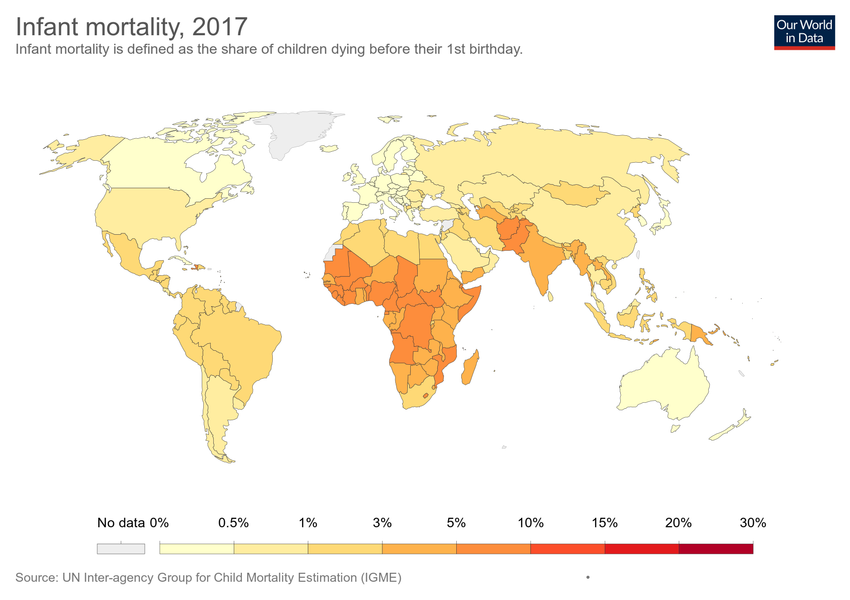 Infant mortality, 2017
Infant mortality is defined as the share of children dying before their 1st birthday.
Our World
in Data
No data 0% 0.5% 1% 3% 5% 10% 15% 20% 30%
Source: UN Inter-agency Group for Child Mortality Estimation (IGME) •